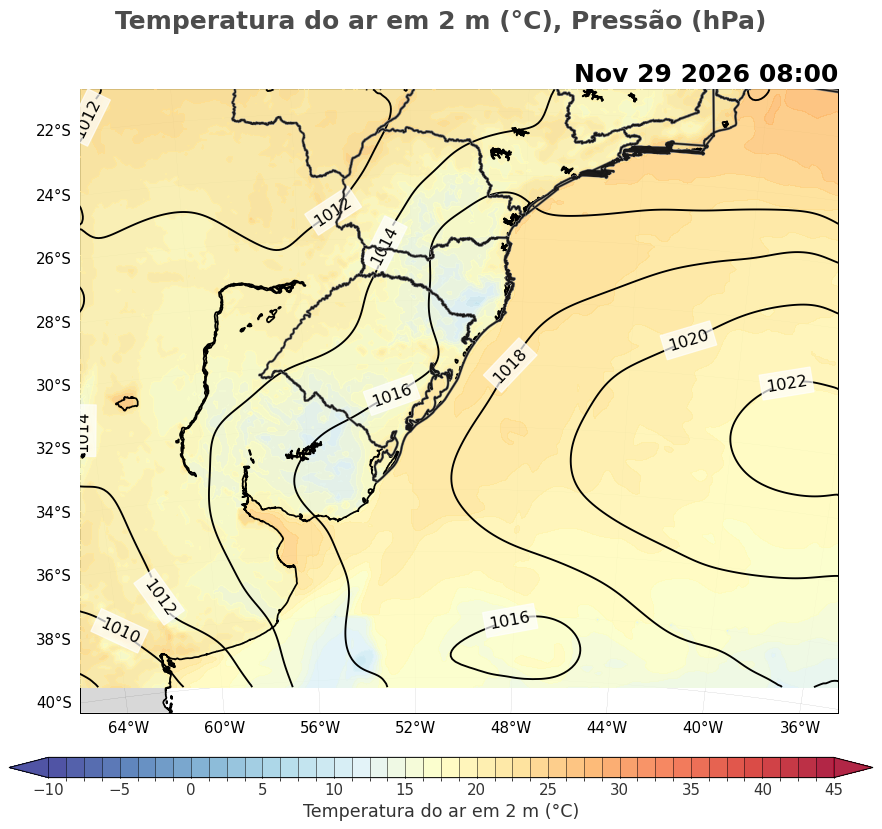 Temperatura do ar em 2 m (°C), Pressão (hPa)
Nov 29 2026 08:00
1012
22°S
24°S
1012
1014
26°S
28°S
1020
1018
30°S
1022
1016
32°S
1014
34°S
36°S
1012
1016
1010
38°S
40°S
64°W 60°W 56°W 52°W 48°W 44°W 40°W 36°W
−10 −5 0 5 10 15 20 25 30 35 40 45
Temperatura do ar em 2 m (°C)